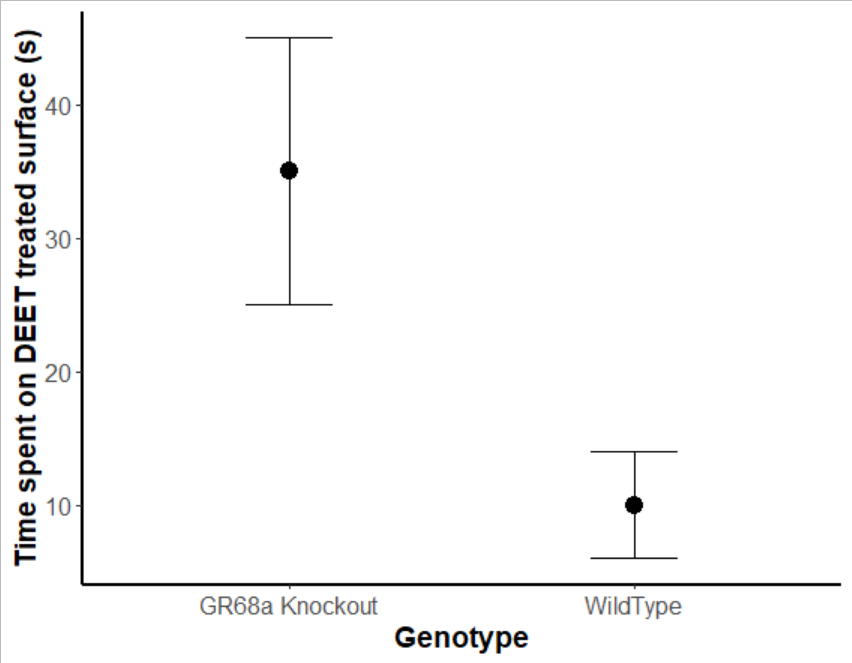 Time spent on DEET treated surface (s)
40
30
20
10
GR68a Knockout
WildType
Genotype